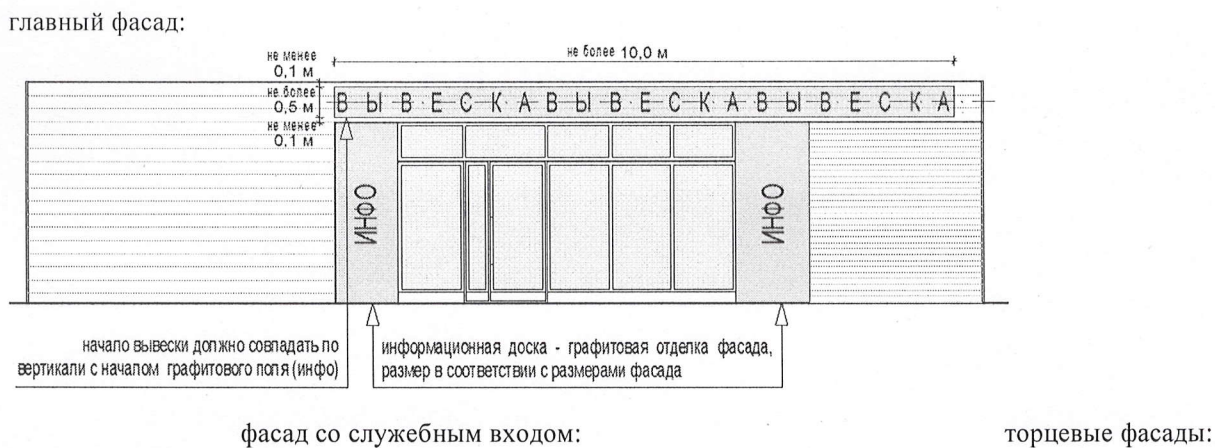 главный фасад:
не менее
0,1 м
не более 10,0 м
не более
0,5 м
ВЫВЕСКАВЫВЕСКАВЫВЕСКА
не менее
0,1 м
ИНФО
ИНФО
начало вывески должно совпадать по
вертикали с началом графитового поля (инфо)
информационная доска - графитовая отделка фасада,
размер в соответствии с размерами фасада
фасад со служебным входом:
торцевые фасады: